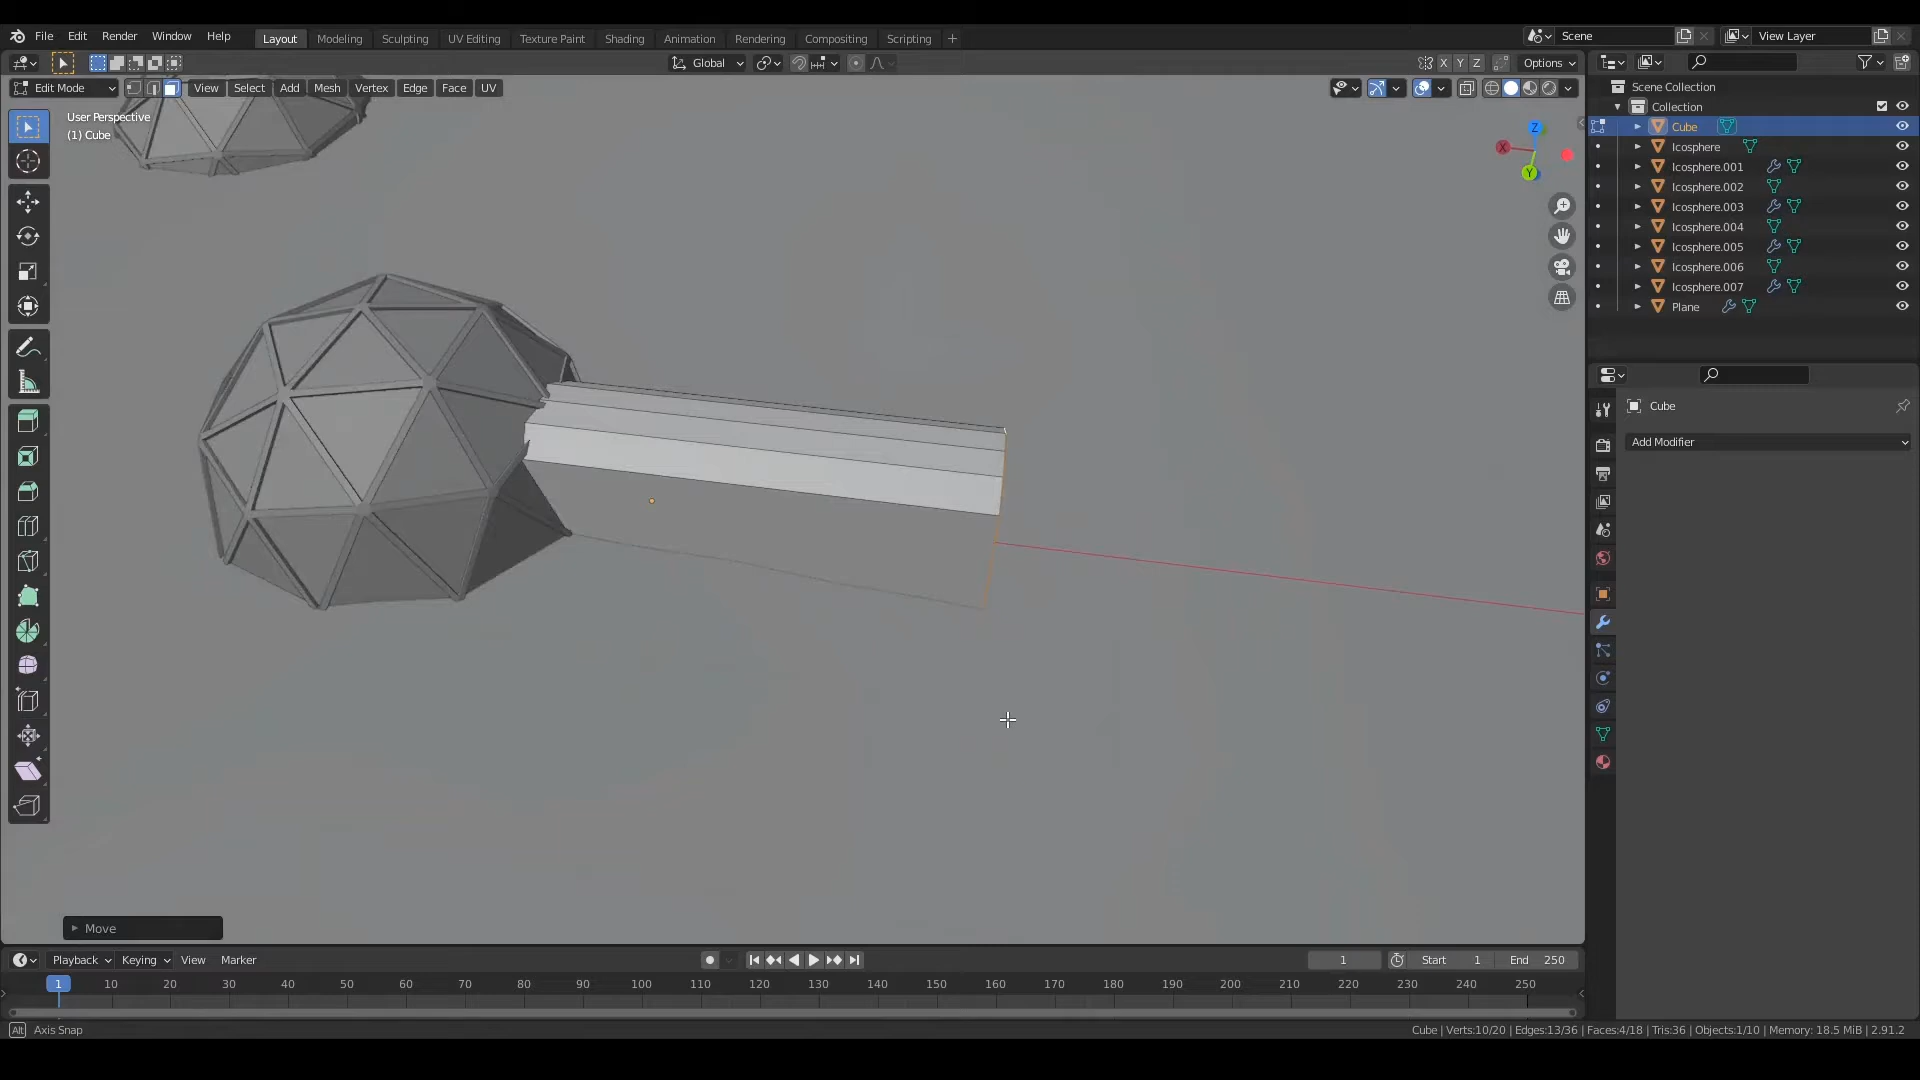 File Edit Render Window Help Layout Modeling Sculpting UV Editing Texture Paint Shading Animation Rendering Compositing Scripting + Scene View Layer
Global X Y Z Options
Edit Mode View Select Add Mesh Vertex Edge Face UV
User Perspective
(1) Cube
Z
X
Y
Scene Collection
Collection
Cube
Icosphere
Icosphere.001
Icosphere.002
Icosphere.003
Icosphere.004
Icosphere.005
Icosphere.006
Icosphere.007
Plane
Cube
Add Modifier
Move
Playback Keying View Marker 1 Start 1 End 250
1 10 20 30 40 50 60 70 80 90 100 110 120 130 140 150 160 170 180 190 200 210 220 230 240 250
Alt Axis Snap Cube | Verts:10/20 | Edges:13/36 | Faces:4/18 | Tris:36 | Objects:1/10 | Memory: 18.5 MiB | 2.91.2